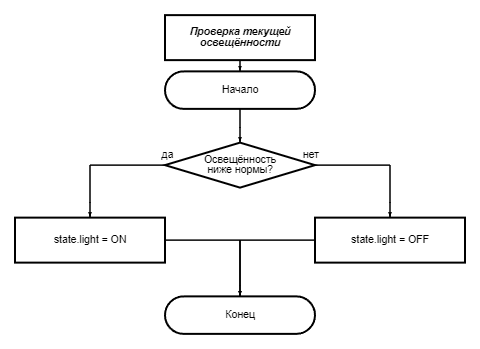 Проверка текущей
освещённости
Начало
да
Освещённость
ниже нормы?
нет
state.light = ON
state.light = OFF
Конец